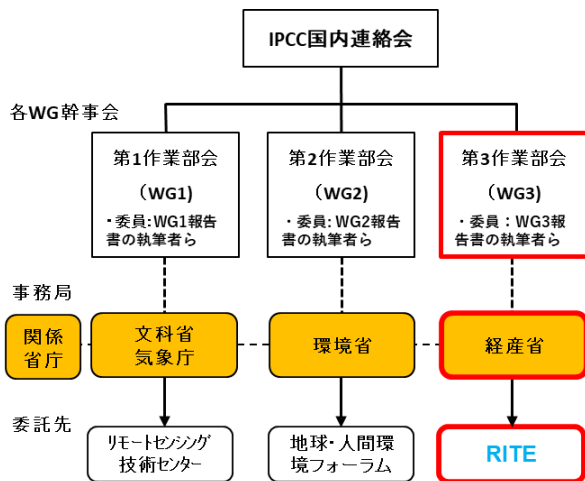 IPCC国内連絡会
各WG幹事会
第1作業部会
（WG1)
・委員:WG1報告
書の執筆者ら
第2作業部会
（WG2)
・委員: WG2報告
書の執筆者ら
第3作業部会
（WG3)
・委員：WG3報
告書の執筆者ら
事務局
関係
省庁
文科省
気象庁
環境省
経産省
委託先
ﾘﾓｰﾄｾﾝｼﾝｸﾞ
技術センター
地球・人間環
境フォーラム
RITE